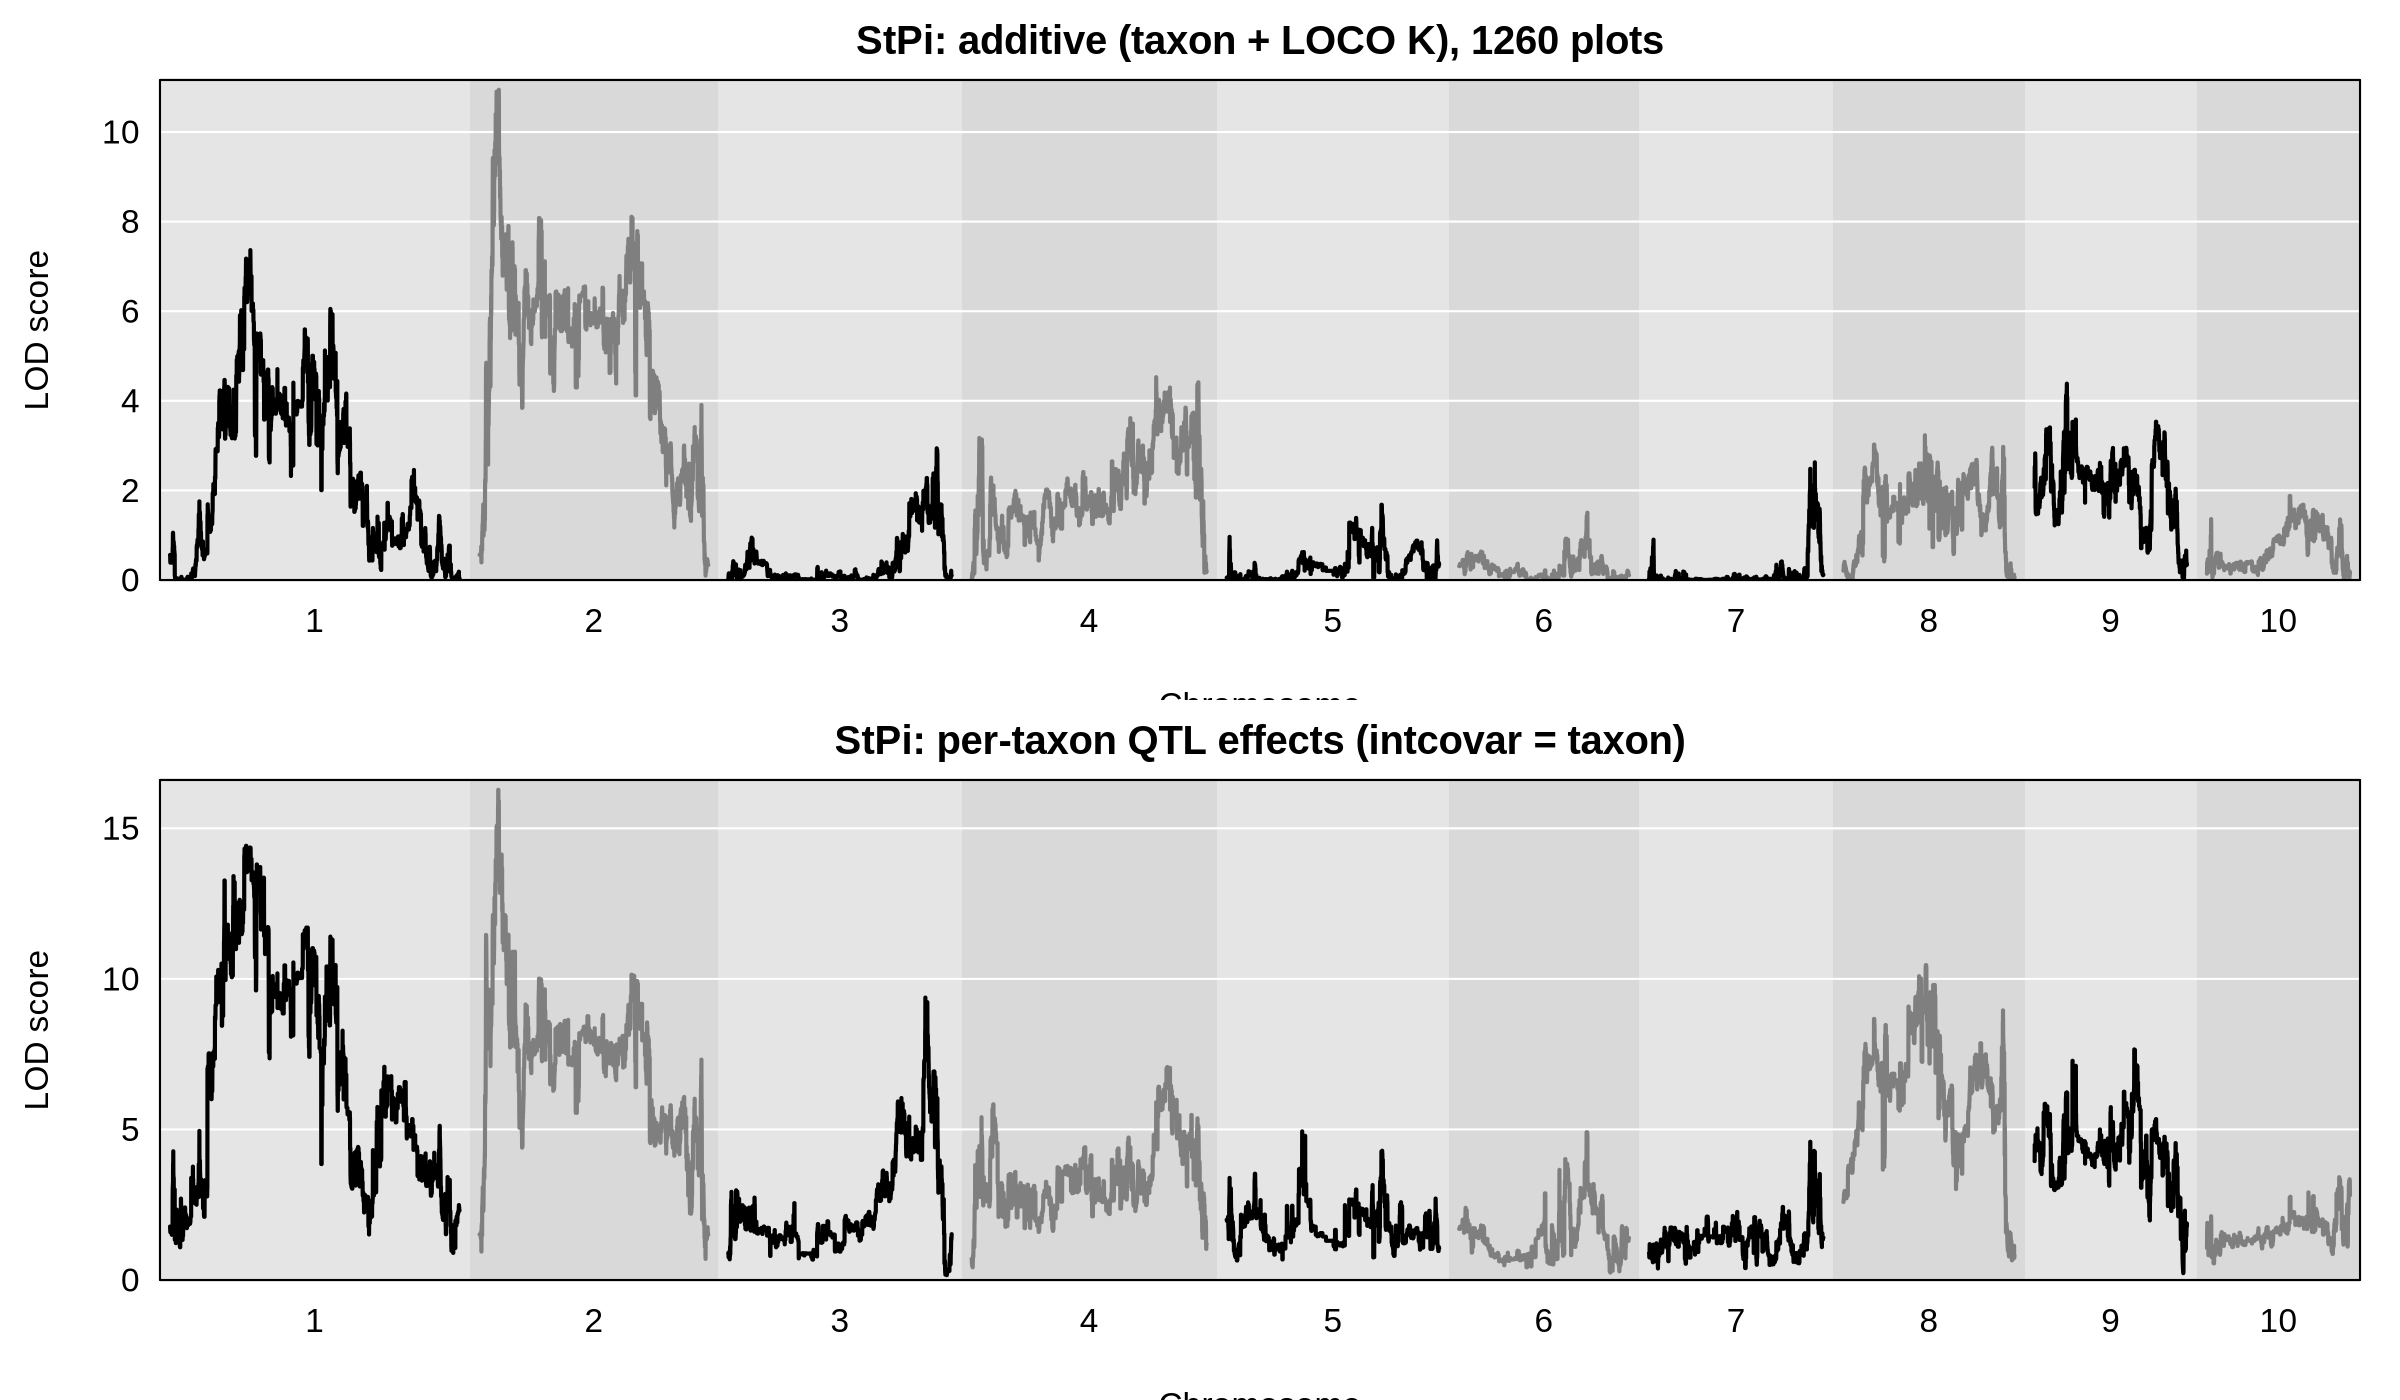 StPi: additive (taxon + LOCO K), 1260 plots
LOD score
10
8
6
4
2
0
1 2 3 4 5 6 7 8 9 10
Chromosome
StPi: per-taxon QTL effects (intcovar = taxon)
LOD score
15
10
5
0
1 2 3 4 5 6 7 8 9 10
Chromosome